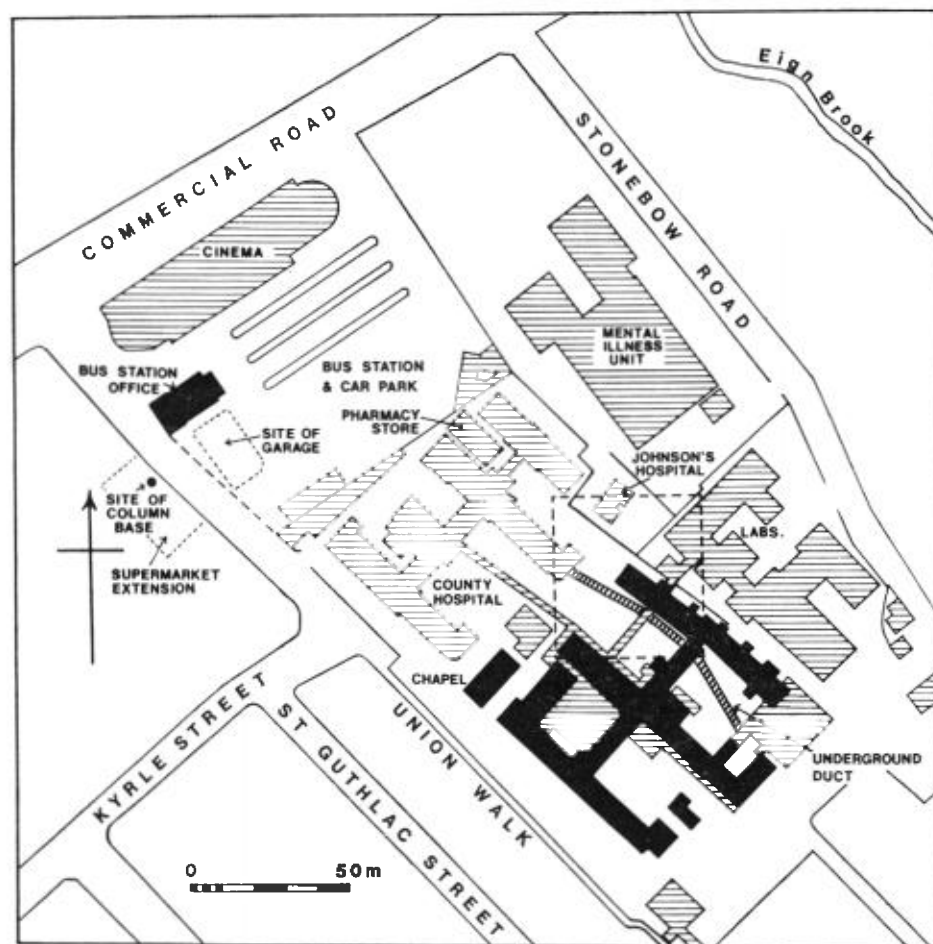 Eign Brook
COMMERCIAL ROAD
STONEBOW ROAD
CINEMA
MENTAL
ILLNESS
UNIT
BUS STATION
OFFICE
BUS STATION
& CAR PARK
PHARMACY
STORE
SITE OF
GARAGE
JOHNSON'S
HOSPITAL
SITE OF
COLUMN
BASE
LABS.
SUPERMARKET
EXTENSION
COUNTY
HOSPITAL
CHAPEL
KYRLE STREET
ST GUTHLAC STREET
UNION WALK
UNDERGROUND
DUCT
0 50m